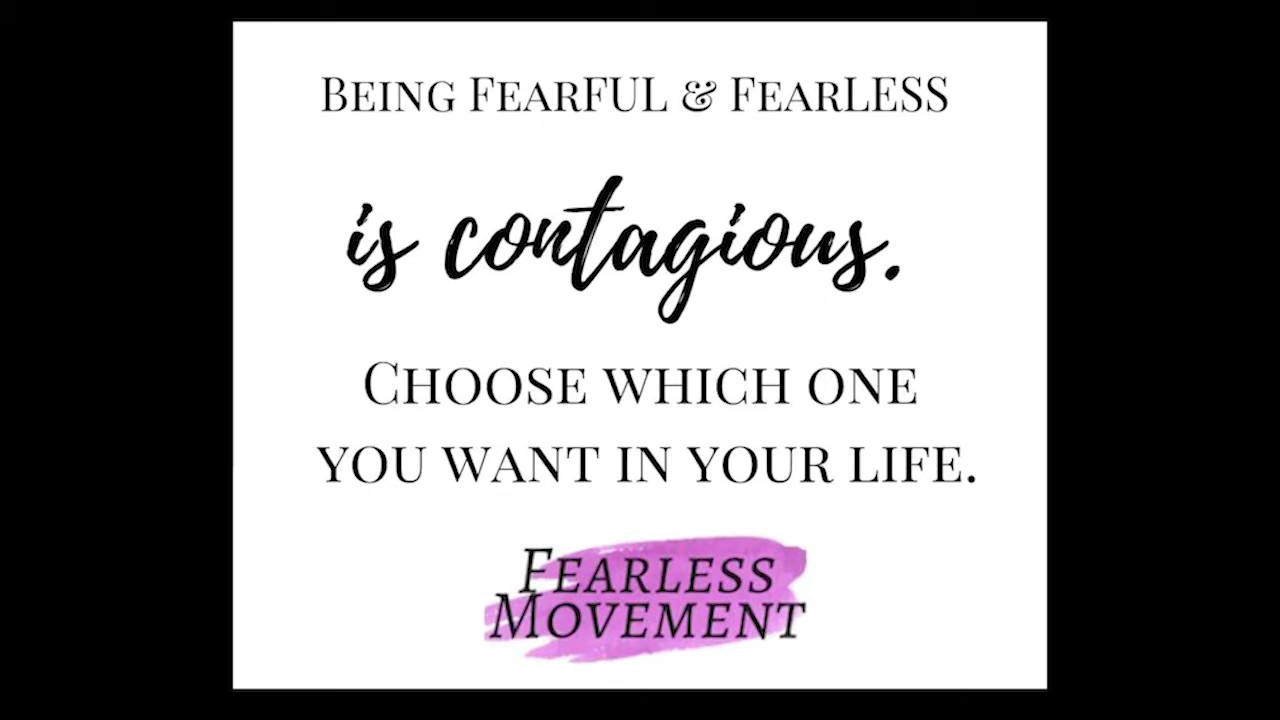 Being FearFUL & FearLESS
is contagious.
Choose which one
you want in your life.
Fearless
Movement